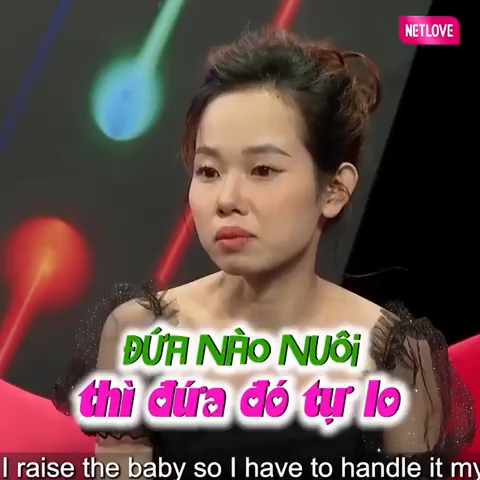 NETLOVE
ĐỨA NÀO NUÔI
thì đứa đó tự lo
I raise the baby so I have to handle it my